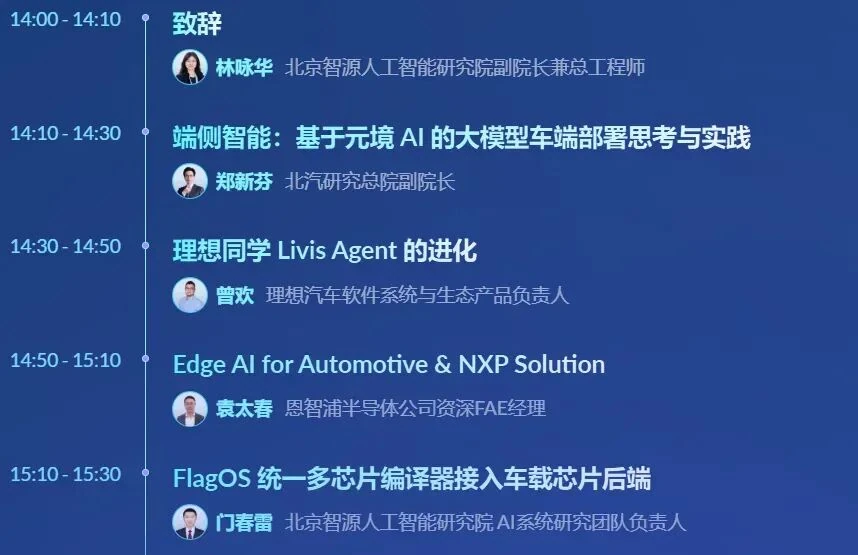 14:00 - 14:10 致辞
林咏华 北京智源人工智能研究院副院长兼总工程师
14:10 - 14:30 端侧智能：基于元境 AI 的大模型车端部署思考与实践
郑新芬 北汽研究总院副院长
14:30 - 14:50 理想同学 Livis Agent 的进化
曾欢 理想汽车软件系统与生态产品负责人
14:50 - 15:10 Edge AI for Automotive & NXP Solution
袁太春 恩智浦半导体公司资深FAE经理
15:10 - 15:30 FlagOS 统一多芯片编译器接入车载芯片后端
门春雷 北京智源人工智能研究院 AI系统研究团队负责人